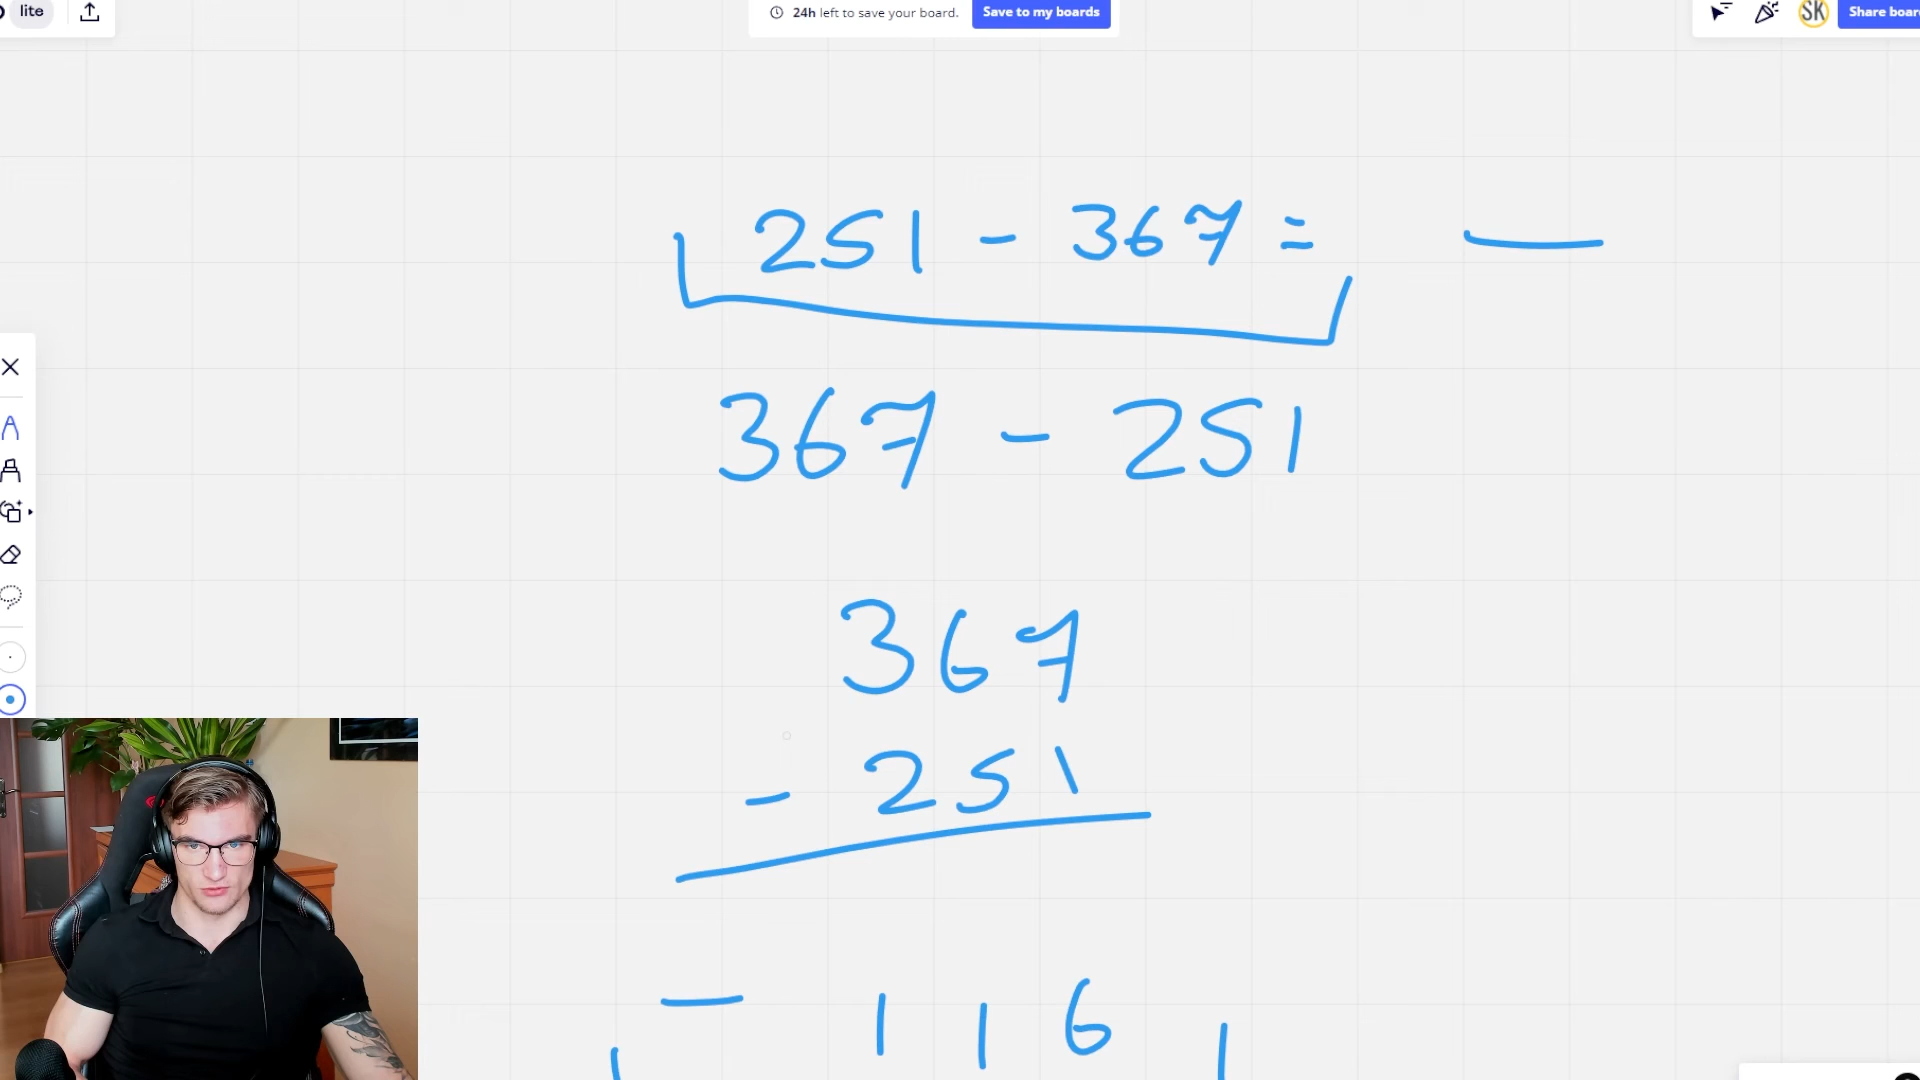 lite
24h left to save your board.
Save to my boards
SK
Share boar
251 - 367 =
367 - 251
367
- 251
- 116